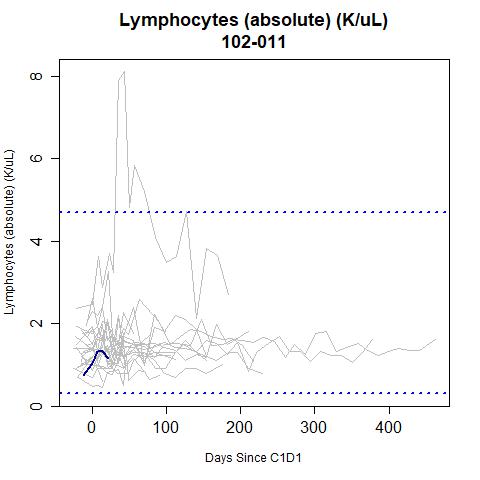 Lymphocytes (absolute) (K/uL)
102-011
Lymphocytes (absolute) (K/uL)
8
6
4
2
0
0 100 200 300 400
Days Since C1D1